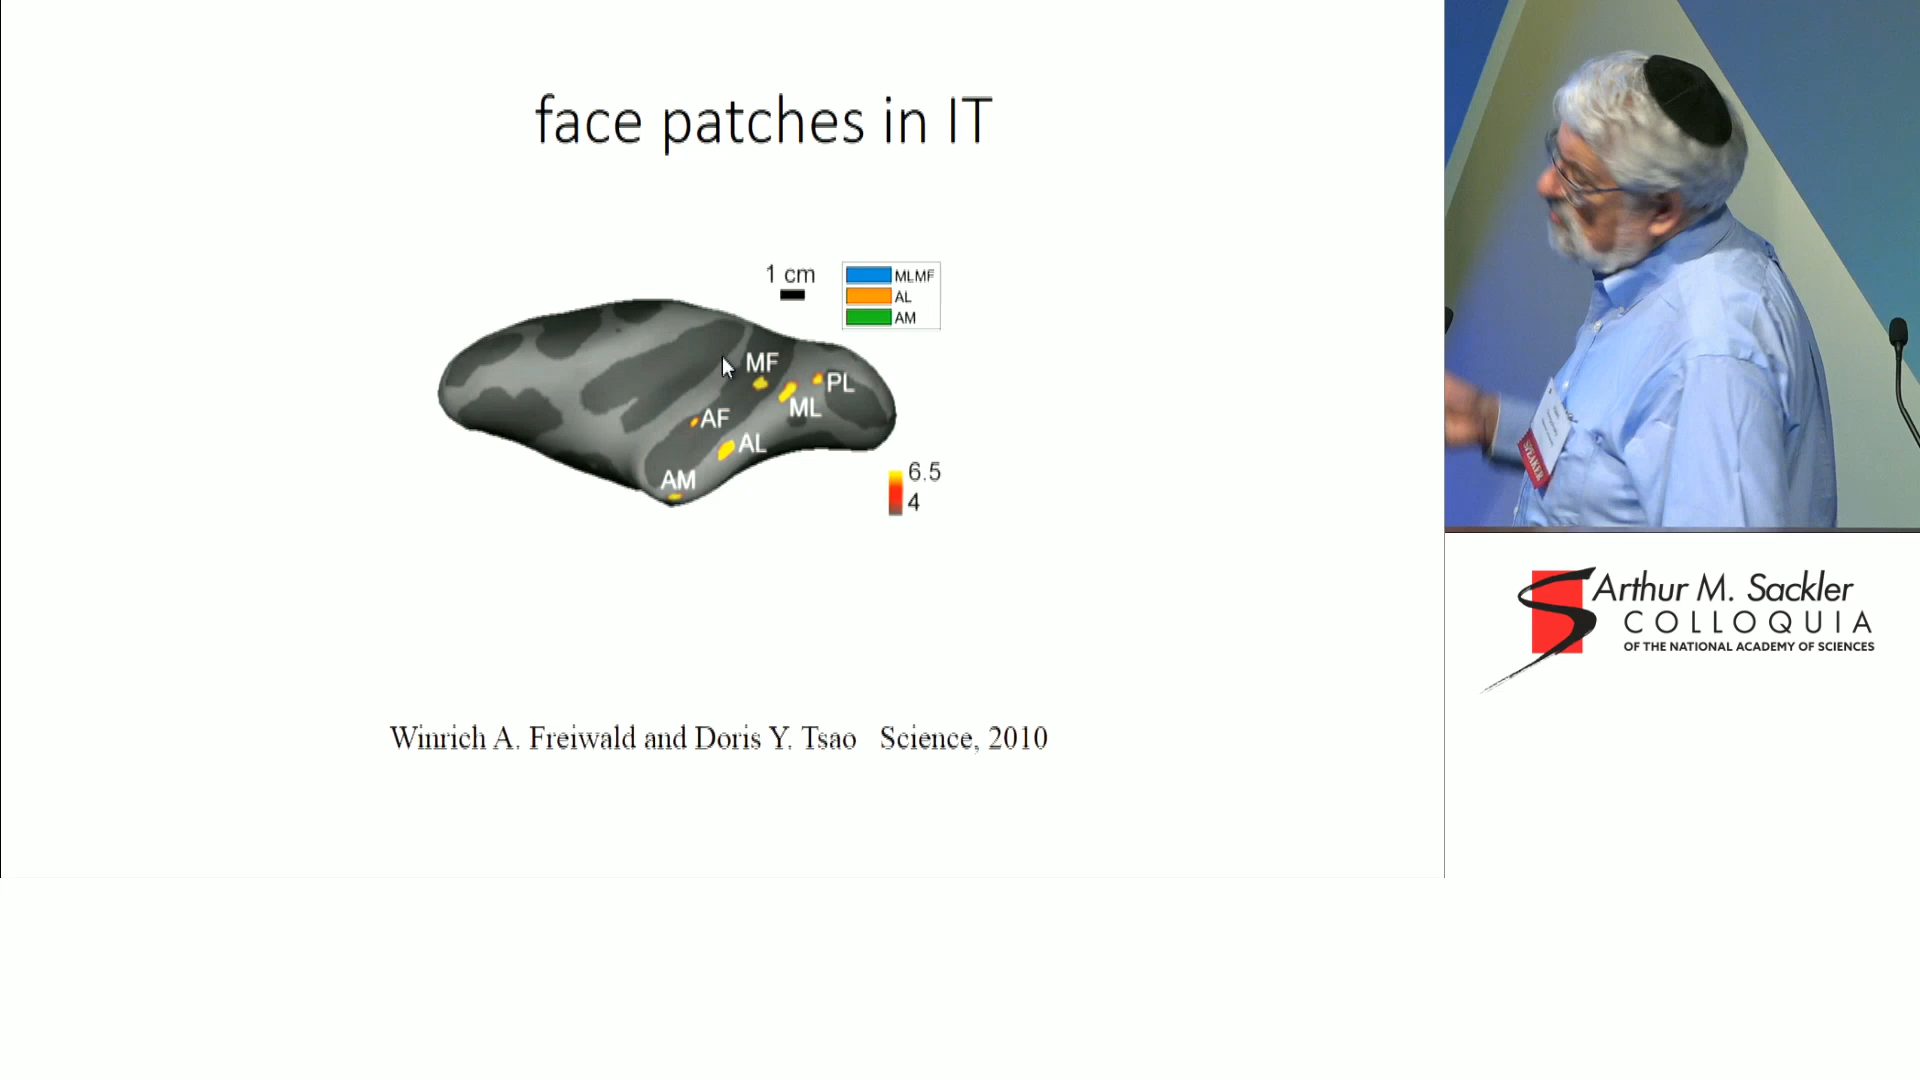 face patches in IT
1 cm
MLMF
AL
AM
MF
PL
ML
AF
AL
AM
6.5
4
Winrich A. Freiwald and Doris Y. Tsao Science, 2010
SPEAKER
Arthur M. Sackler
COLLOQUIA
OF THE NATIONAL ACADEMY OF SCIENCES